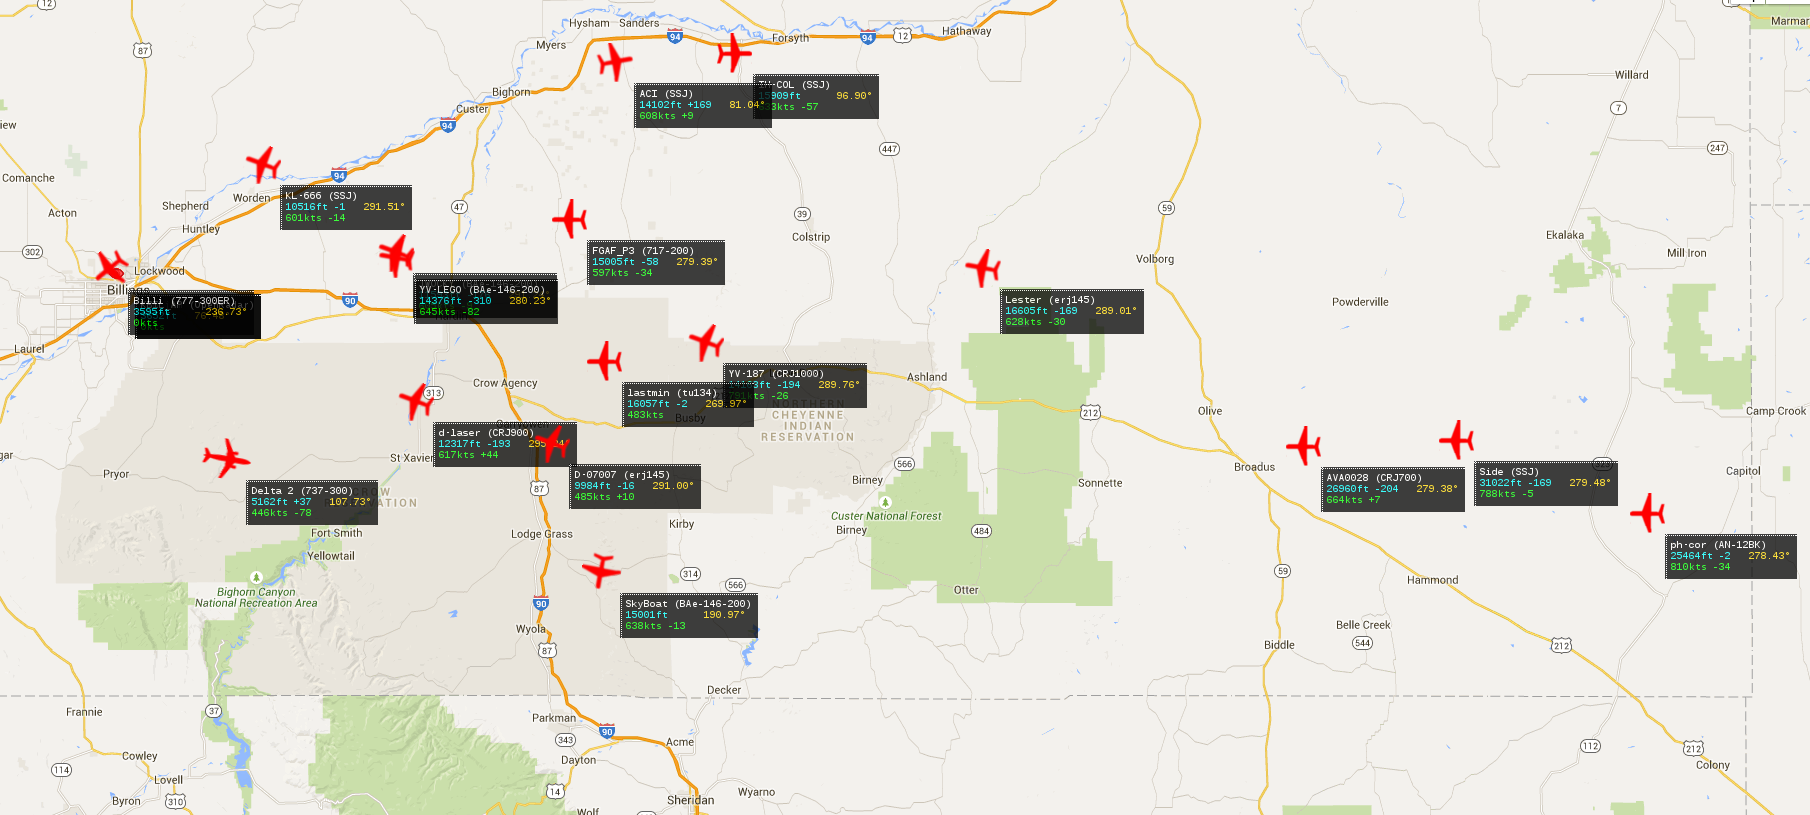 12
Marmar
87
Hysham Sanders
Myers
94
Forsyth
94
12
Hathaway
Willard
7
ACI (SSJ)
14102ft +169 81.04°
608kts +9
COL (SSJ)
96.90°
-57
Bighorn
Custer
94
447
247
iew
Comanche
94
Worden
Shepherd
Acton
Huntley
KL-666 (SSJ)
10516ft -1 291.51°
601kts -14
47
39
Colstrip
59
Ekalaka
Mill Iron
FGAF_P3 (717-200)
15005ft -58 279.39°
597kts -34
302
Lockwood
Volborg
Billi (777-300ER)
3595ft 236.73°
0kts
90
YV-LEGO (BAe-146-200)
14376ft -310 280.23°
645kts -82
Lester (erj145)
16605ft -169 289.01°
628kts -30
Powderville
Laurel
YV-187 (CRJ1000)
-194 289.76°
-26
Crow Agency
313
Ashland
lastmin (tu134)
16057ft -2 269.97°
483kts
Busby
NORTHERN
CHEYENNE
INDIAN
RESERVATION
212
Olive
Camp Crook
d-laser (CRJ900)
12317ft -193
617kts +44
St Xavier
gar
Pryor
566
Broadus
323
Capitol
Side (SSJ)
31022ft -169 279.48°
788kts -5
AVA0028 (CRJ700)
26960ft -204 279.38°
664kts +7
D-07007 (erj145)
9984ft -16 291.00°
485kts +10
Birney
Sonnette
Delta 2 (737-300)
5162ft +37 107.73°
446kts -78
87
Custer National Forest
Birney
484
Kirby
Fort Smith
Lodge Grass
Yellowtail
ph-cor (AN-12BK)
25464ft -2 278.43°
810kts -34
314
566
59
Hammond
Bighorn Canyon
National Recreation Area
Otter
SkyBoat (BAe-146-200)
15001ft 190.97°
638kts -13
90
Wyola
87
Belle Creek
544
Biddle
212
Decker
Frannie
37
Parkman
90
343
Acme
Dayton
Cowley
114
Lovell
Byron
310
14
Wolf
Sheridan
Wyarno
112
212
Colony